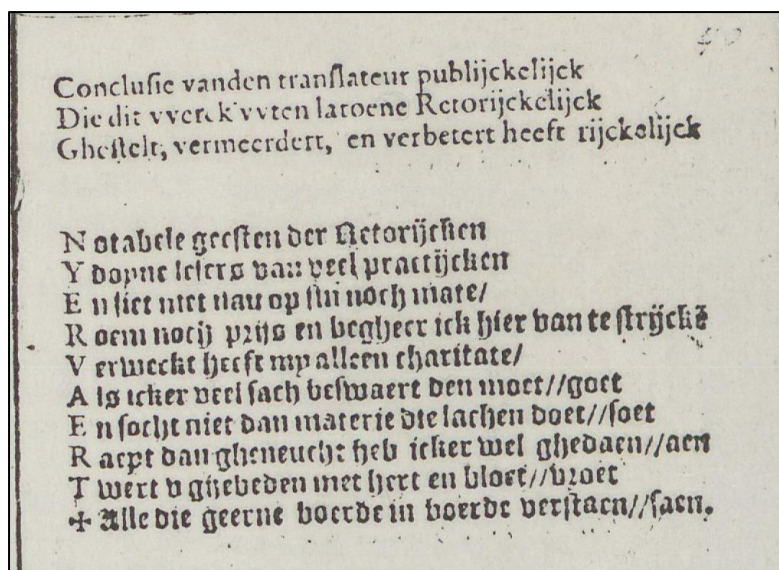 40
Conclusie vanden translateur publijckelijck
Die dit vverck vvten latoene Retorijckelijck
Ghestelt, vermeerdert, en verbetert heeft rijckelijck
N otabele geesten der Retorijcken
Y dopne lesers van veel practijcken
E n siet niet nau op sin noch mate/
R oem noch prijs en begheer ick hier van te strijckē
V erweckt heeft my alleen charitate/
A ls icker veel sach beswaert den moet//goet
E n socht niet dan materie die lachen doet//soet
R aept dan gheneucht heb icker wel ghedaen//aen
T wert v ghebeden met hert en bloet//vroet
✢ Alle die geerne boerde in boerde verstaen//saen.